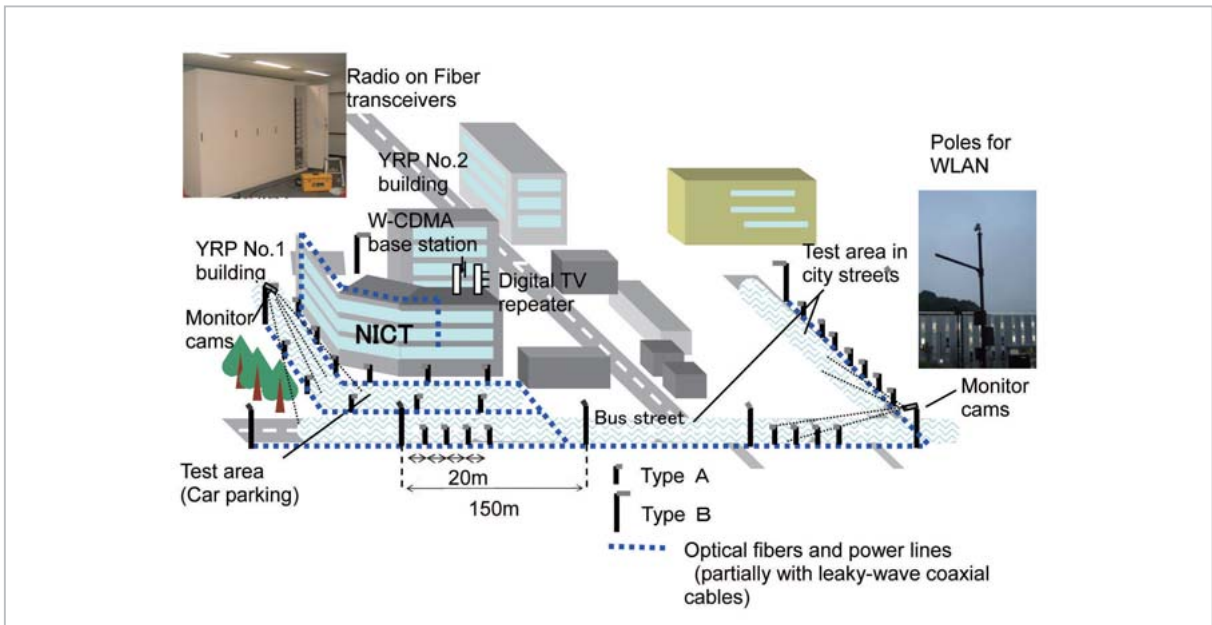 Radio on Fiber
transceivers
YRP No.2
building
Poles for
WLAN
W-CDMA
base station
YRP No.1
building
Test area in
city streets
Digital TV
repeater
Monitor
cams
NICT
Monitor
cams
Bus street
Test area
(Car parking)
20m
150m
Type A
Type B
Optical fibers and power lines
(partially with leaky-wave coaxial
cables)